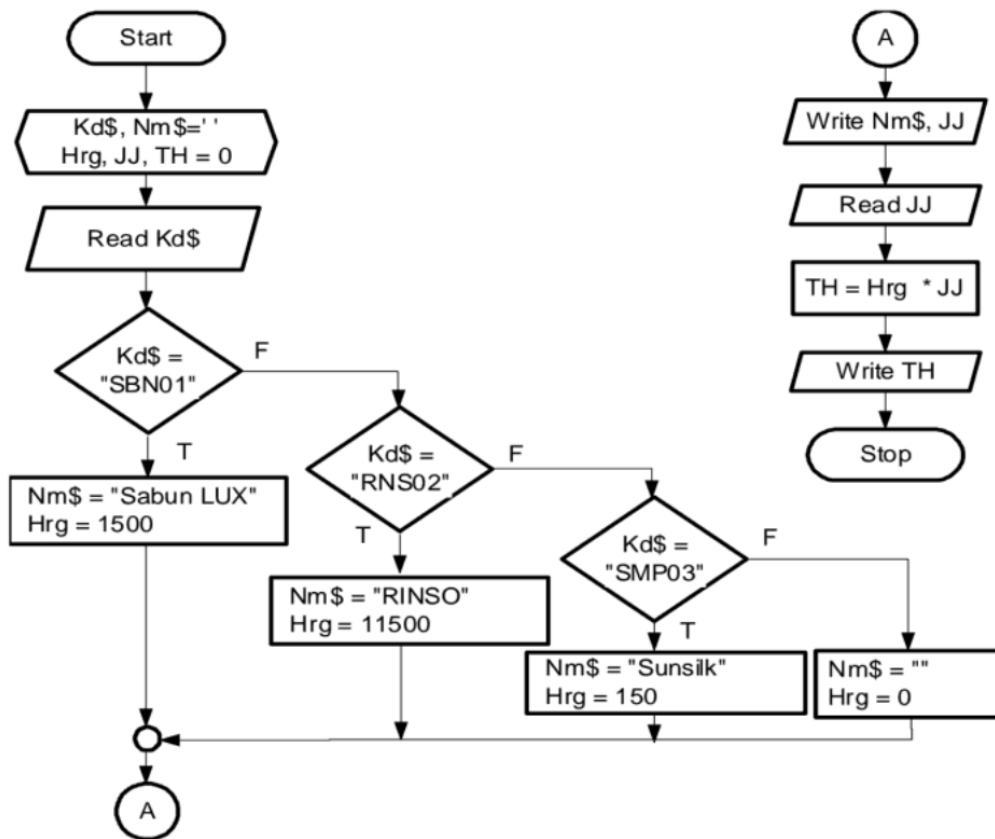 Start
Kd$, Nm$=' '
Hrg, JJ, TH = 0
Read Kd$
Kd$ =
"SBN01"
F
T
Nm$ = "Sabun LUX"
Hrg = 1500
Kd$ =
"RNS02"
F
T
Nm$ = "RINSO"
Hrg = 11500
Kd$ =
"SMP03"
F
T
Nm$ = "Sunsilk"
Hrg = 150
Nm$ = ""
Hrg = 0
A
A
Write Nm$, JJ
Read JJ
TH = Hrg * JJ
Write TH
Stop